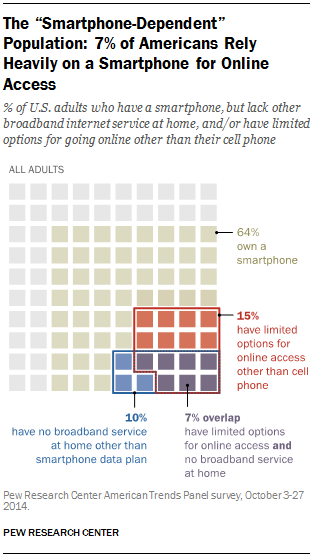 The “Smartphone-Dependent”
Population: 7% of Americans Rely
Heavily on a Smartphone for Online
Access
% of U.S. adults who have a smartphone, but lack other
broadband internet service at home, and/or have limited
options for going online other than their cell phone
ALL ADULTS
64%
own a
smartphone
15%
have limited
options for
online access
other than cell
phone
10%
have no broadband service
at home other than
smartphone data plan
7% overlap
have limited options
for online access and
no broadband service
at home
Pew Research Center American Trends Panel survey, October 3-27
2014.
PEW RESEARCH CENTER